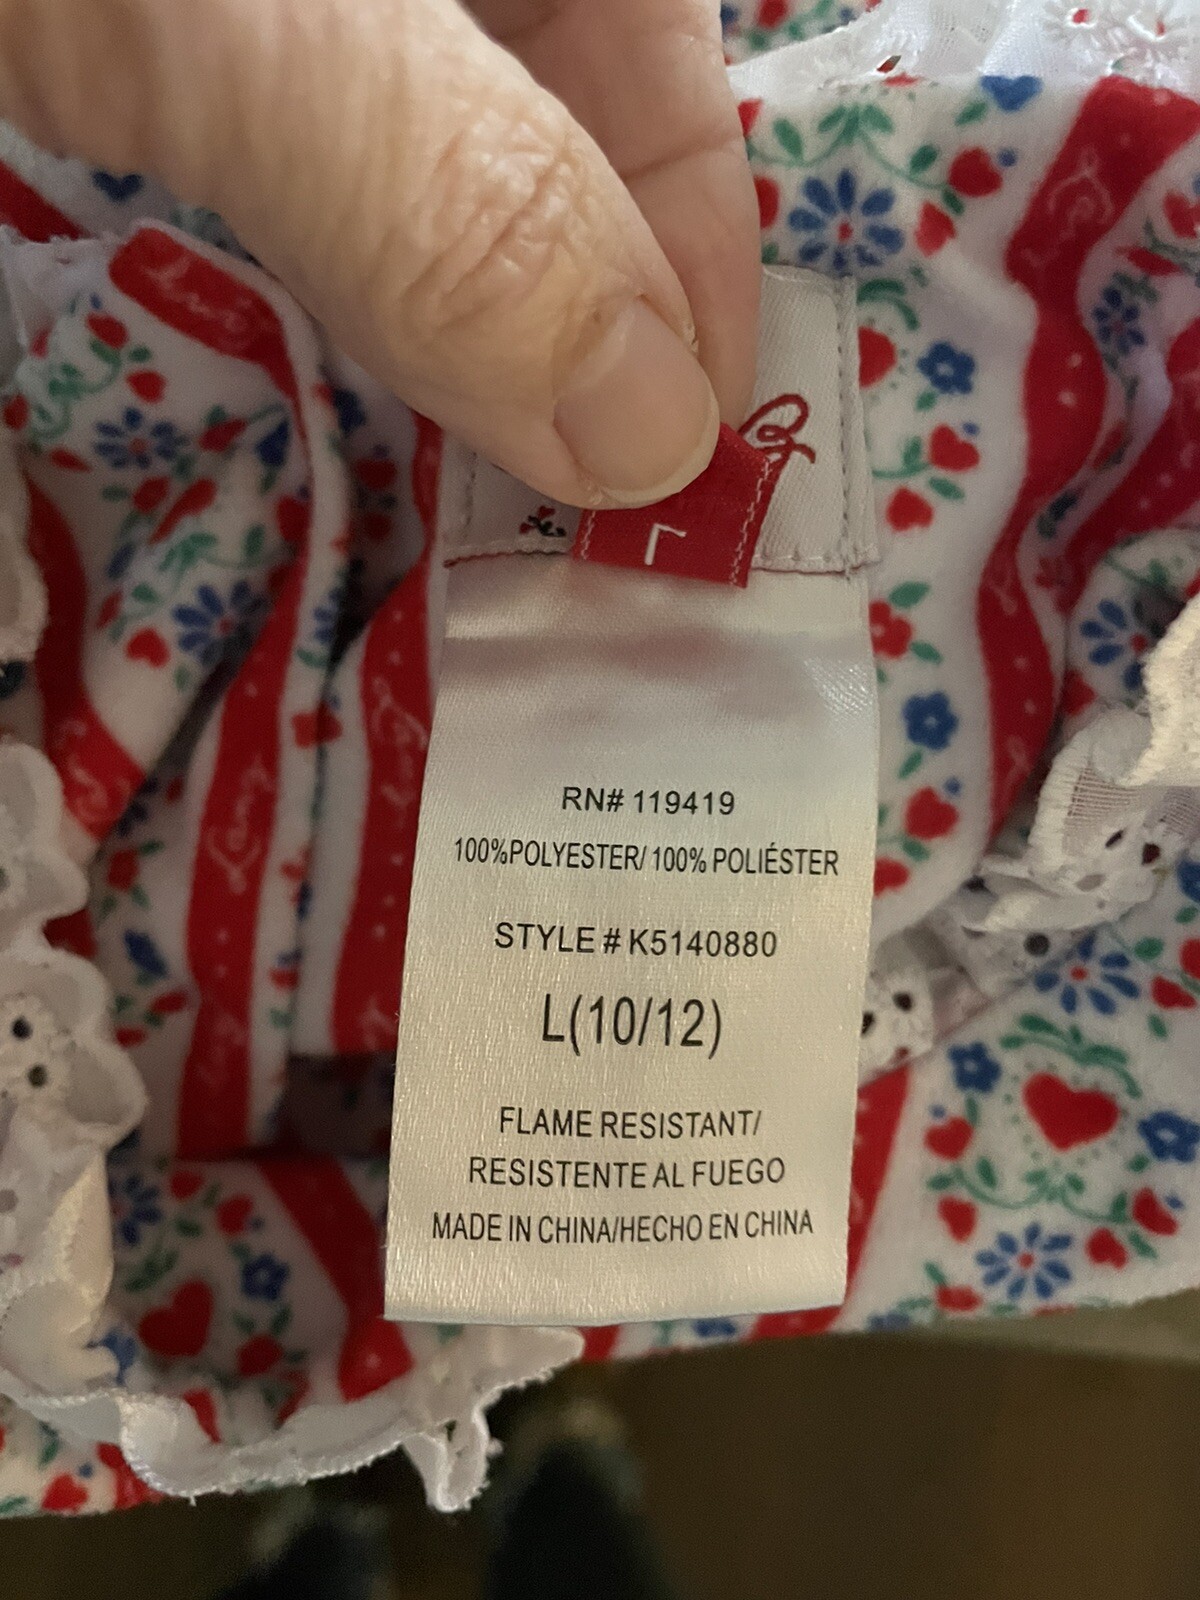 L
RN# 119419
100%POLYESTER/ 100% POLIÉSTER
STYLE # K5140880
L(10/12)
FLAME RESISTANT/
RESISTENTE AL FUEGO
MADE IN CHINA/HECHO EN CHINA